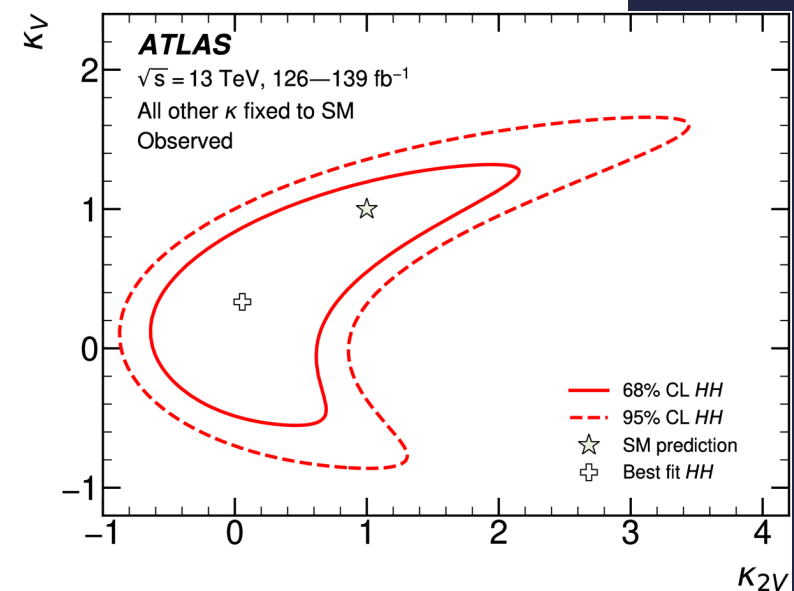 κV
ATLAS
√s = 13 TeV, 126—139 fb⁻¹
All other κ fixed to SM
Observed
2
1
0
−1
68% CL HH
95% CL HH
SM prediction
Best fit HH
−1 0 1 2 3 4
κ2V